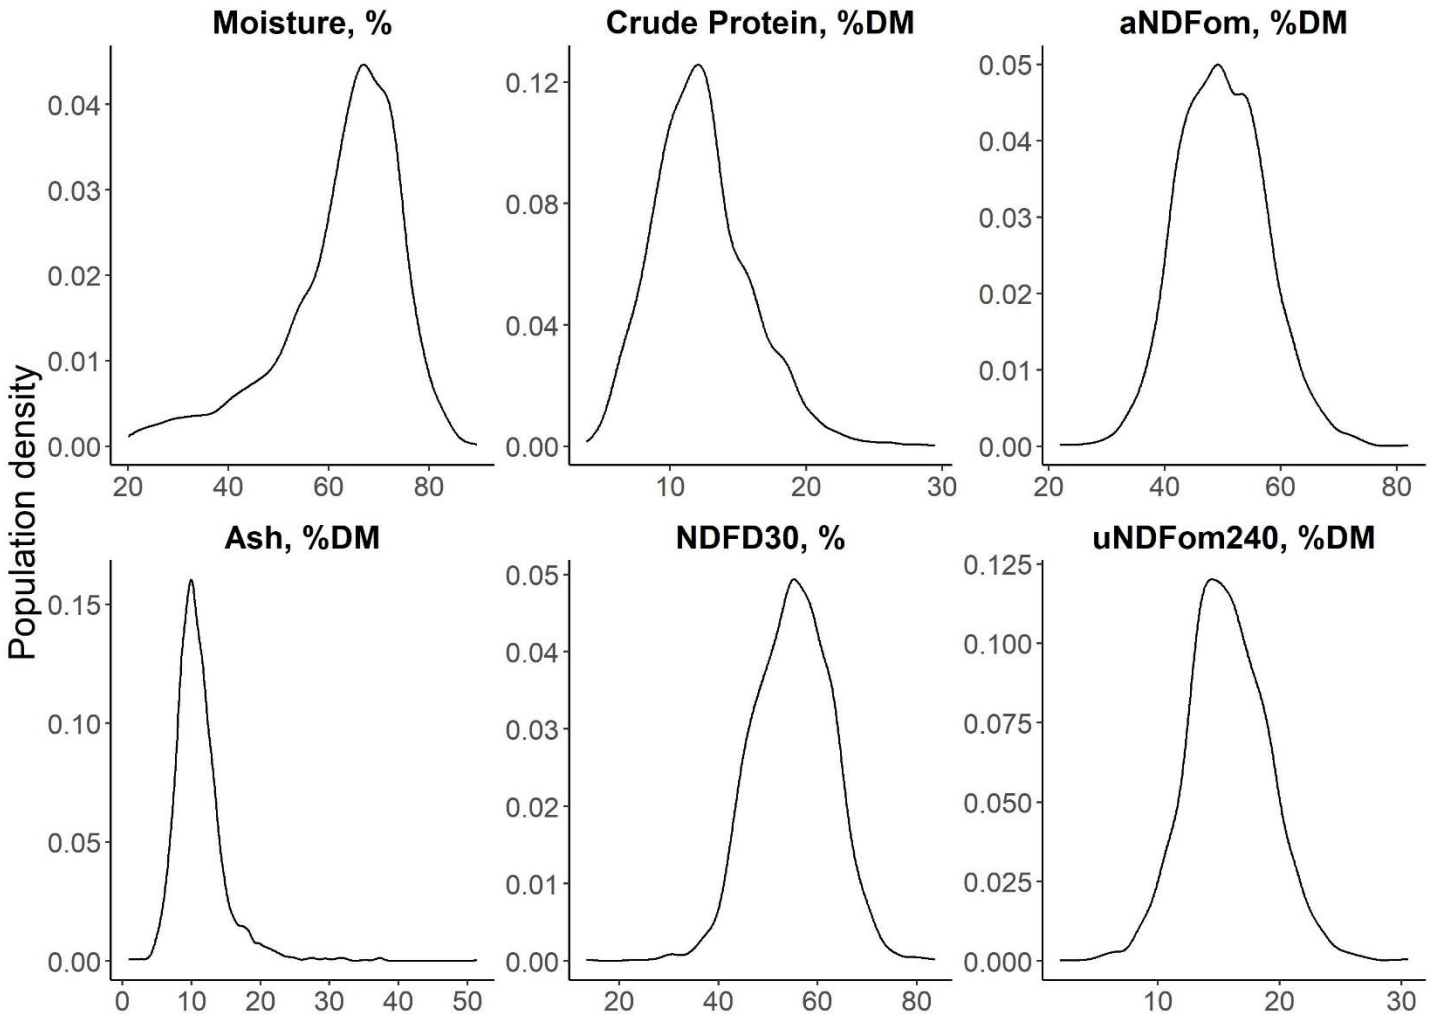 Moisture, %
Crude Protein, %DM
aNDFom, %DM
0.04
0.03
0.02
0.01
0.00
20 40 60 80
0.12
0.08
0.04
0.00
10 20 30
0.05
0.04
0.03
0.02
0.01
0.00
20 40 60 80
Population density
Ash, %DM
NDFD30, %
uNDFom240, %DM
0.15
0.10
0.05
0.00
0 10 20 30 40 50
0.05
0.04
0.03
0.02
0.01
0.00
20 40 60 80
0.125
0.100
0.075
0.050
0.025
0.000
10 20 30